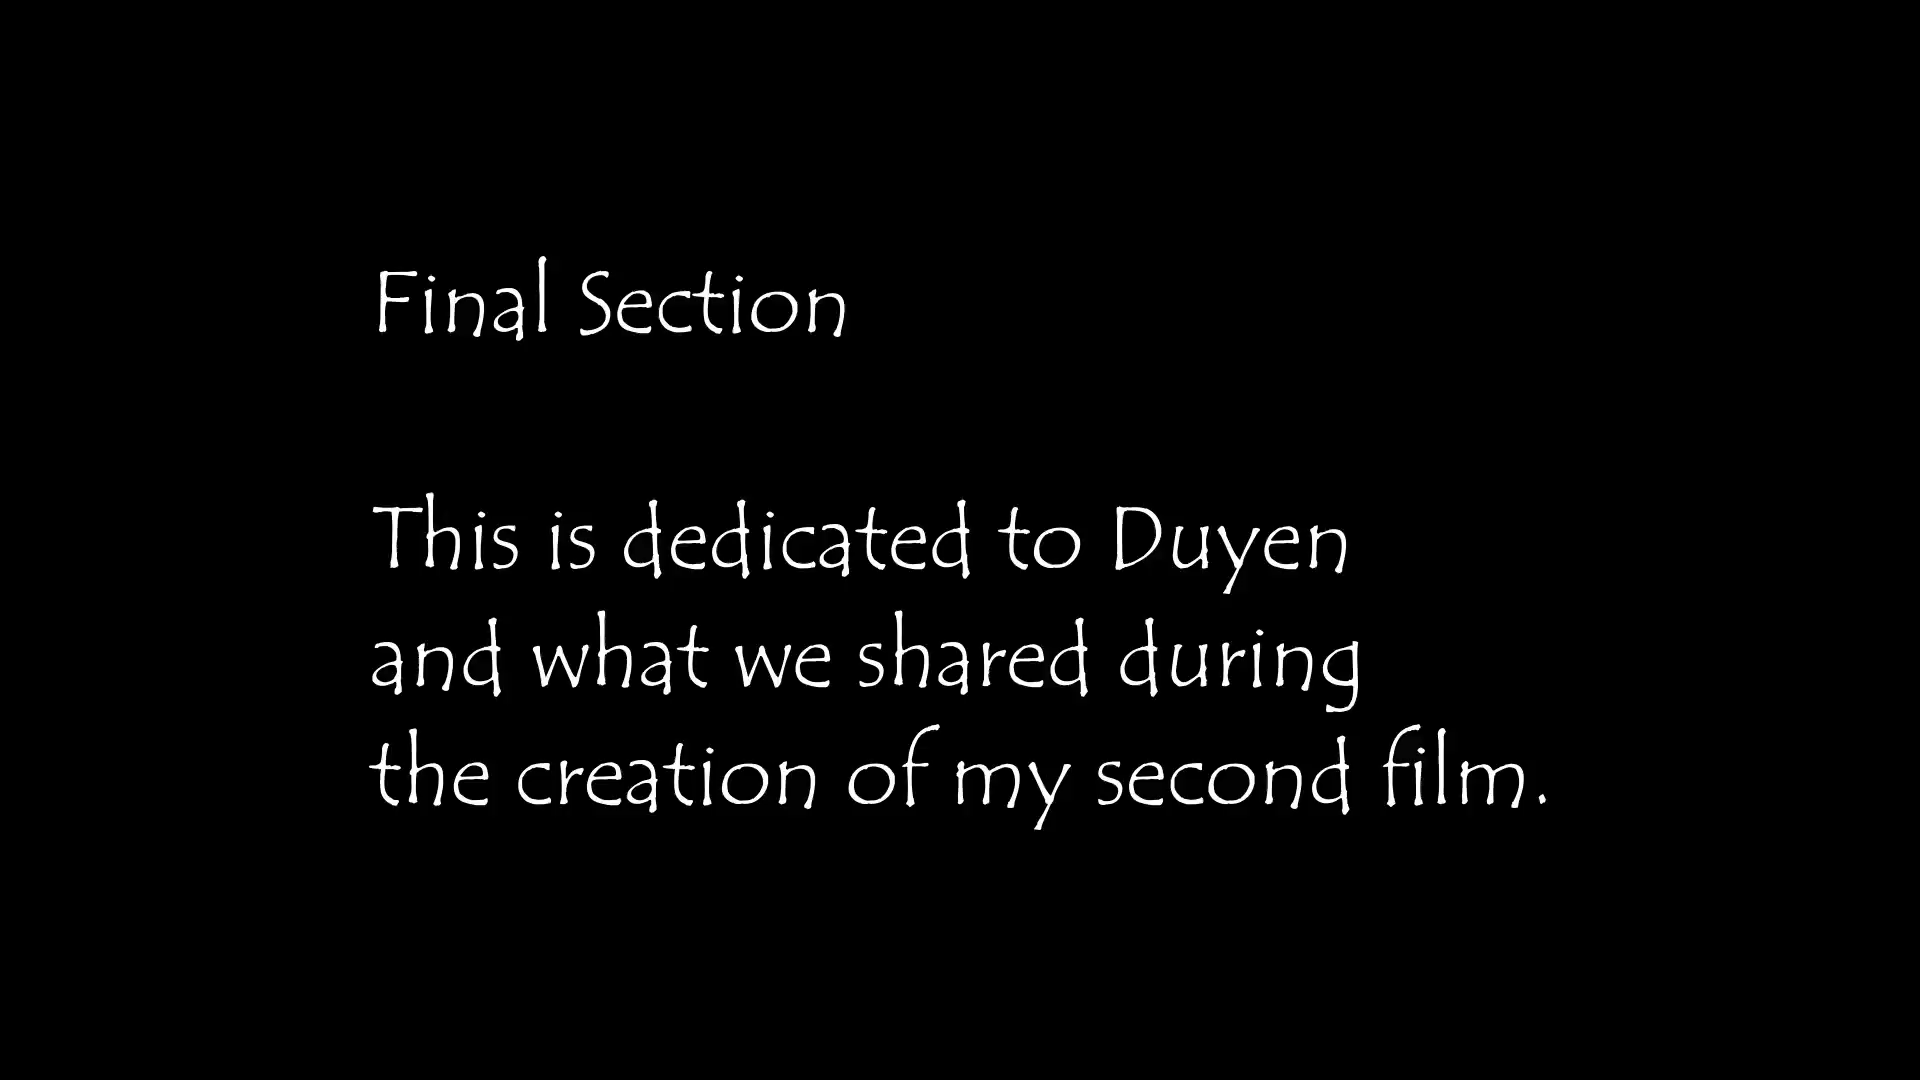 Final Section
This is dedicated to Duyen
and what we shared during
the creation of my second film.